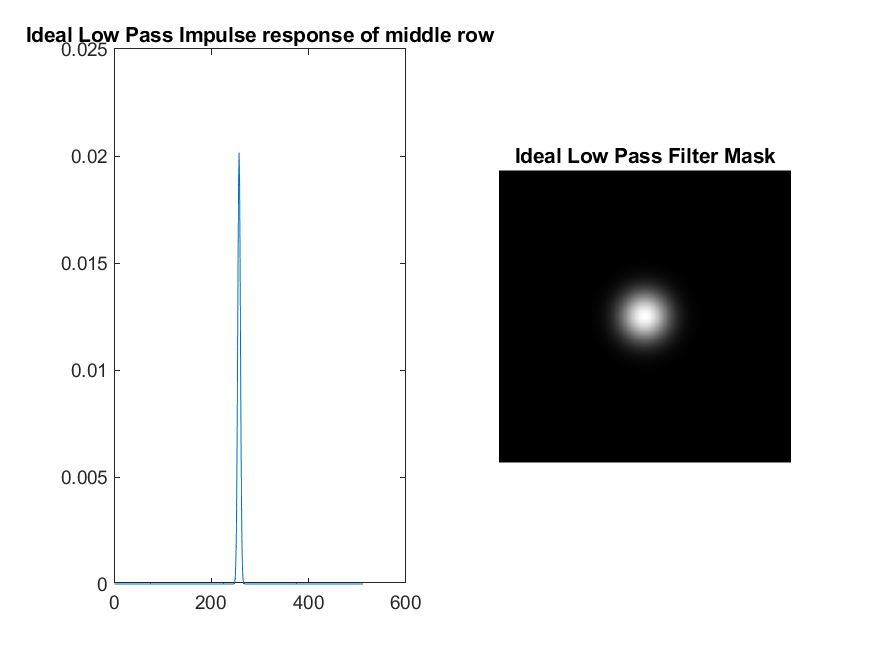 Ideal Low Pass Impulse response of middle row
0.025
0.02
0.015
0.01
0.005
0
0 200 400 600
Ideal Low Pass Filter Mask